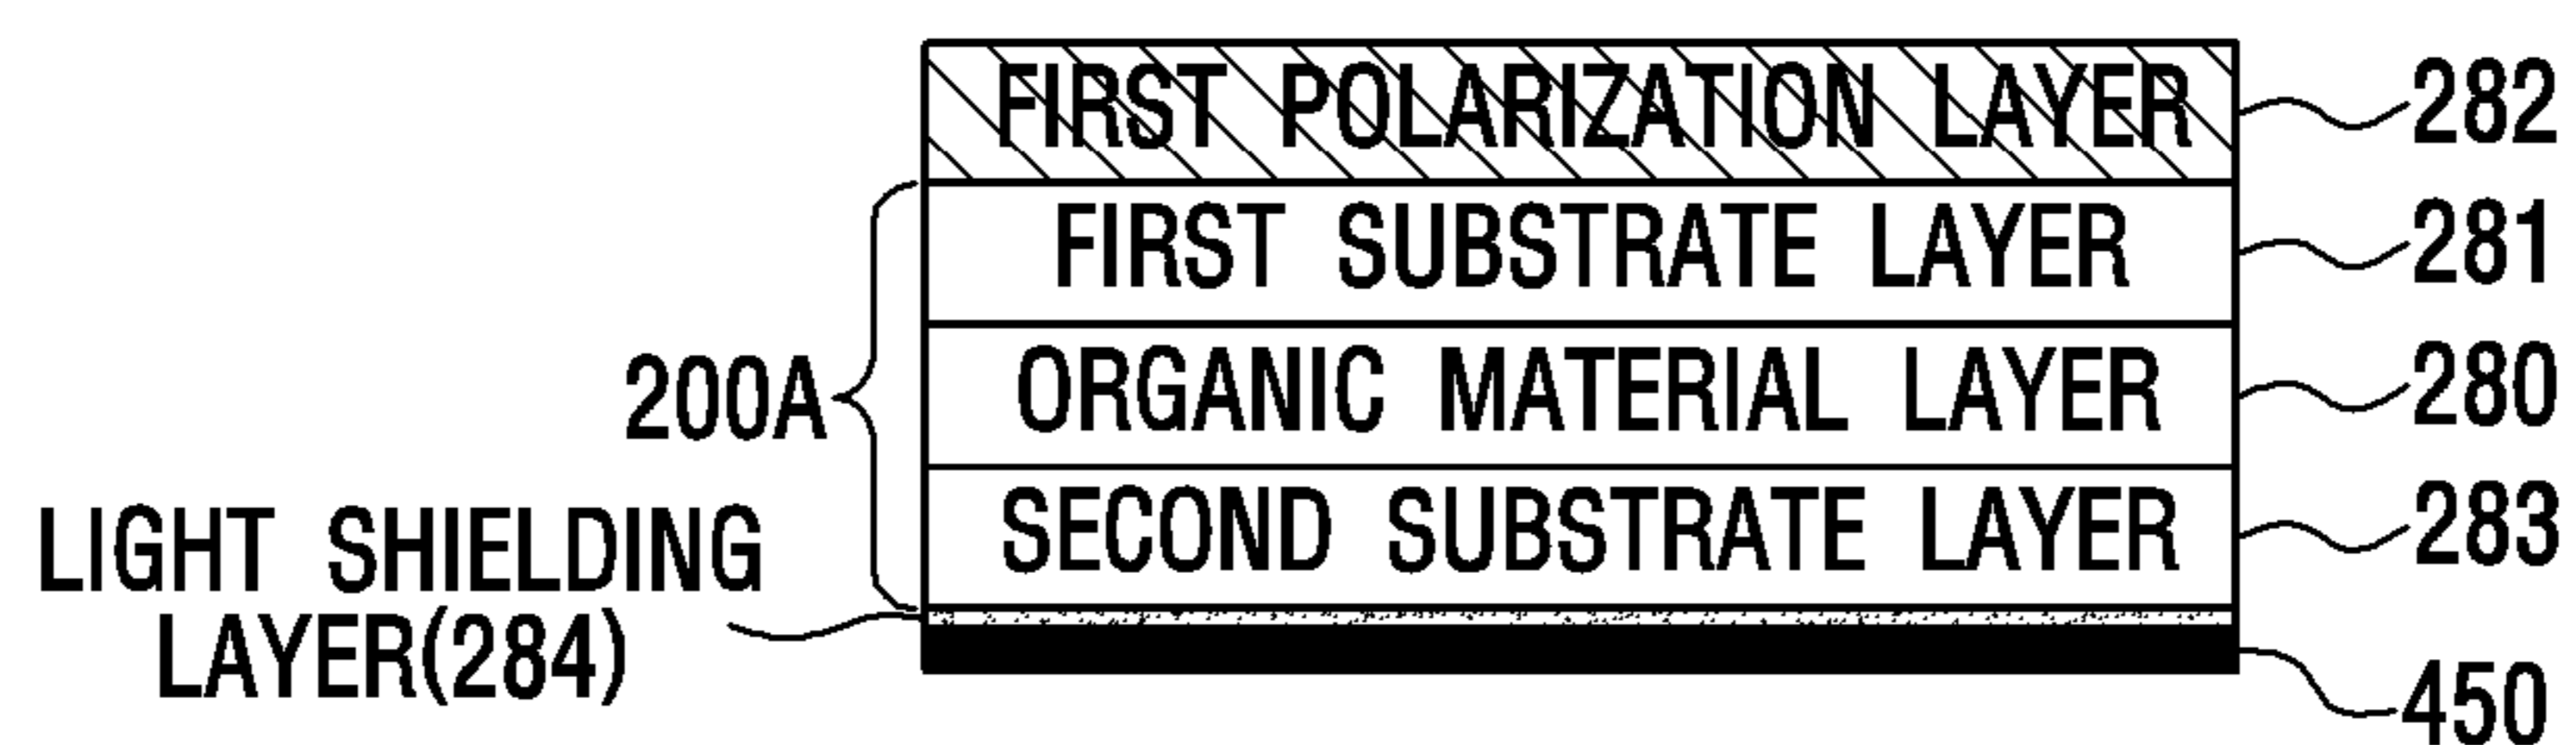 FIRST POLARIZATION LAYER
282
FIRST SUBSTRATE LAYER
281
200A
ORGANIC MATERIAL LAYER
280
SECOND SUBSTRATE LAYER
283
LIGHT SHIELDING
LAYER(284)
450